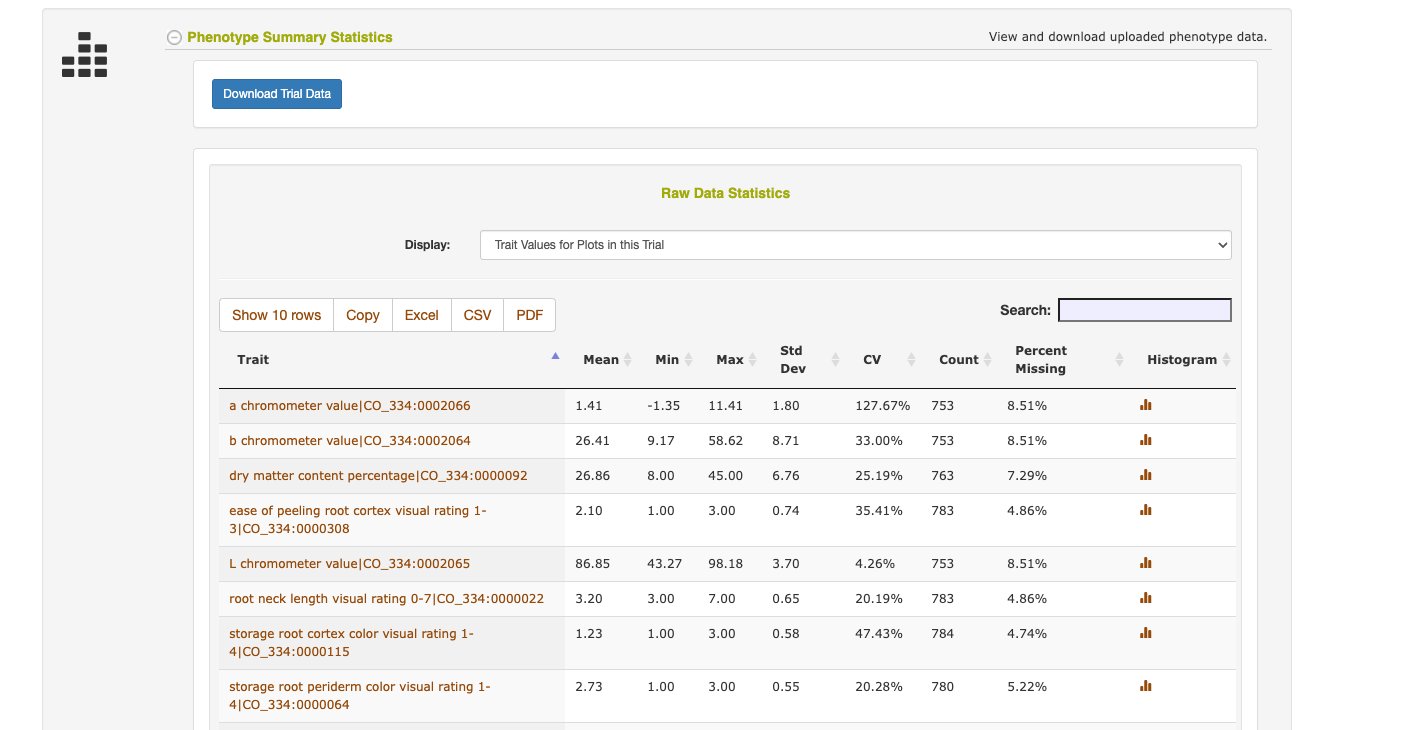 Phenotype Summary Statistics View and download uploaded phenotype data.
Download Trial Data
Raw Data Statistics
Display: Trait Values for Plots in this Trial
Show 10 rows Copy Excel CSV PDF Search:
Trait Mean Min Max Std Dev CV Count Percent Missing Histogram
a chromometer value|CO_334:0002066 1.41 -1.35 11.41 1.80 127.67% 753 8.51%
b chromometer value|CO_334:0002064 26.41 9.17 58.62 8.71 33.00% 753 8.51%
dry matter content percentage|CO_334:0000092 26.86 8.00 45.00 6.76 25.19% 763 7.29%
ease of peeling root cortex visual rating 1- 2.10 1.00 3.00 0.74 35.41% 783 4.86%
3|CO_334:0000308
L chromometer value|CO_334:0002065 86.85 43.27 98.18 3.70 4.26% 753 8.51%
root neck length visual rating 0-7|CO_334:0000022 3.20 3.00 7.00 0.65 20.19% 783 4.86%
storage root cortex color visual rating 1- 1.23 1.00 3.00 0.58 47.43% 784 4.74%
4|CO_334:0000115
storage root periderm color visual rating 1- 2.73 1.00 3.00 0.55 20.28% 780 5.22%
4|CO_334:0000064